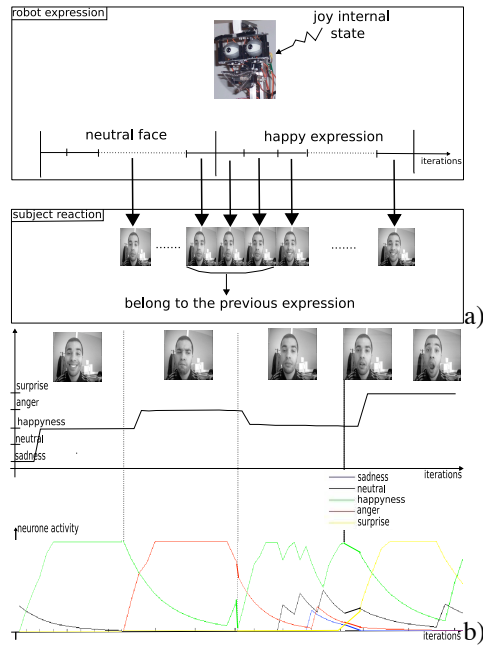 robot expression
joy internal
state
neutral face
happy expression
iterations
subject reaction
........
......
belong to the previous expression
a)
surprise
anger
happyness
neutral
sadness
iterations
sadness
neutral
happyness
anger
surprise
neurone activity
b)
iterations